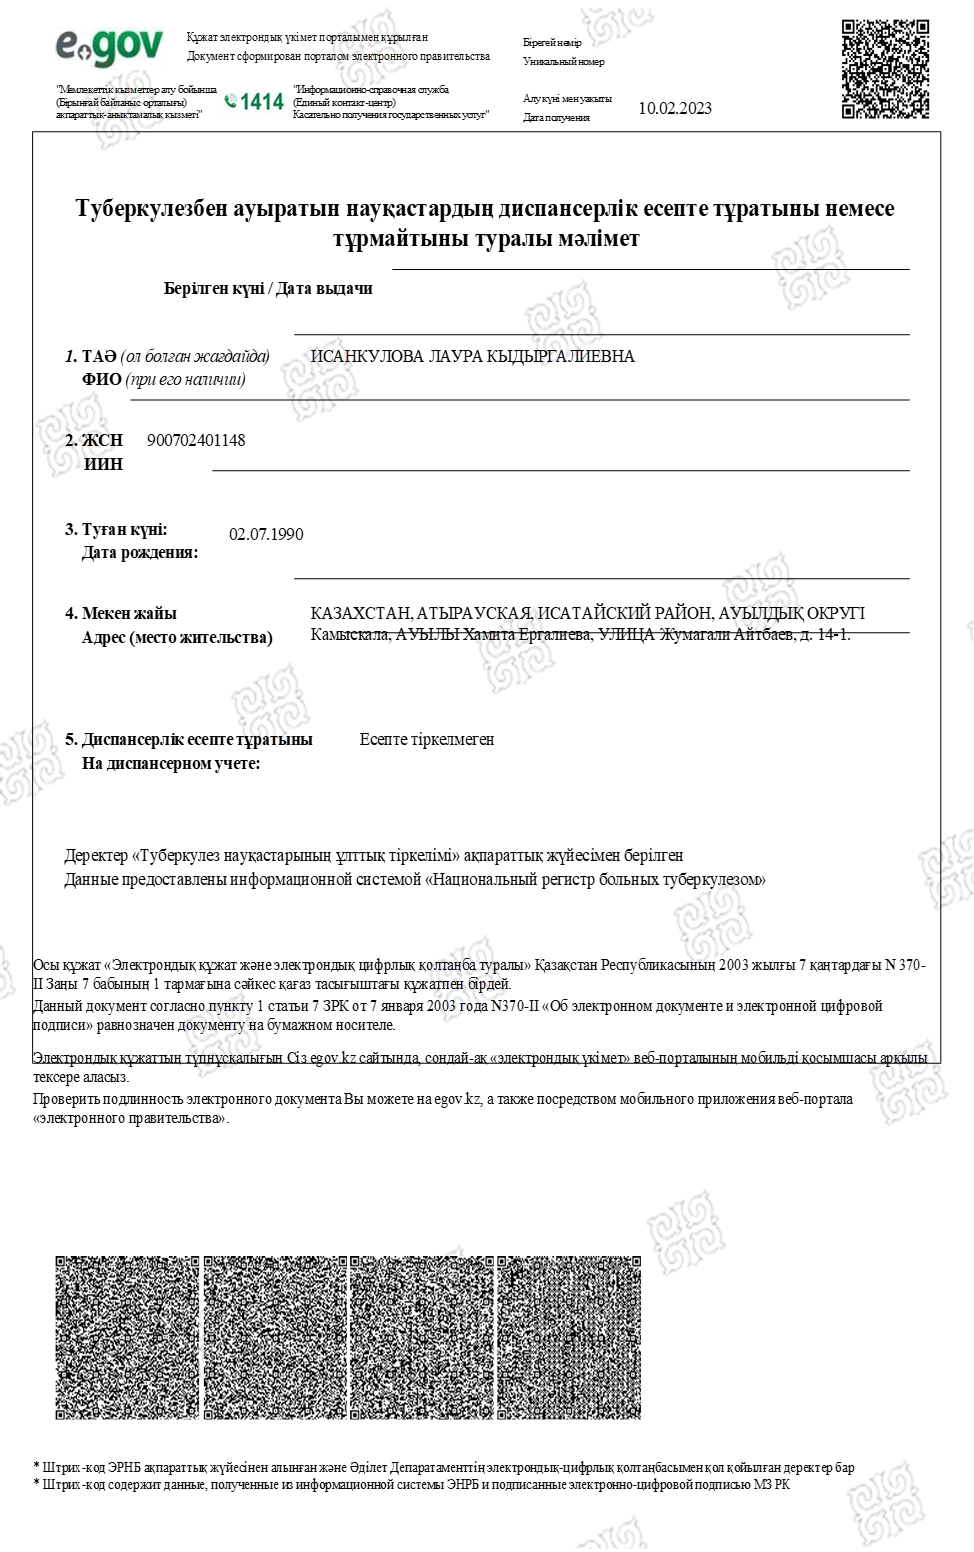 e.gov
Құжат электрондық үкімет порталымен құрылған
Документ сформирован порталом электронного правительства
"Мемлекеттік қызметтер алу бойынша
(Бірыңғай байланыс орталығы)
ақпараттық-анықтамалық қызметі"
1414
"Информационно-справочная служба
(Единый контакт-центр)
Касательно получения государственных услуг"
Бірегей нөмір
Уникальный номер
Алу күні мен уақыты
Дата получения
10.02.2023
Туберкулезбен ауыратын науқастардың диспансерлік есепте тұратыны немесе
тұрмайтыны туралы мәлімет
Берілген күні / Дата выдачи
1. ТАӘ (ол болған жағдайда) ИСАНКУЛОВА ЛАУРА КЫДЫРГАЛИЕВНА
ФИО (при его наличии)
2. ЖСН 900702401148
ИИН
3. Туған күні: 02.07.1990
Дата рождения:
4. Мекен жайы КАЗАХСТАН, АТЫРАУСКАЯ, ИСАТАЙСКИЙ РАЙОН, АУЫЛДЫҚ ОКРУГІ
Адрес (место жительства) Камыскала, АУЫЛЫ Хамита Ергалиева, УЛИЦА Жумагали Айтбаев, д. 14-1.
5. Диспансерлік есепте тұратыны Есепте тіркелмеген
На диспансерном учете:
Деректер «Туберкулез науқастарының ұлттық тіркелімі» ақпараттық жүйесімен берілген
Данные предоставлены информационной системой «Национальный регистр больных туберкулезом»
Осы құжат «Электрондық құжат және электрондық цифрлық қолтаңба туралы» Қазақстан Республикасының 2003 жылғы 7 қаңтардағы N 370-
II Заңы 7 бабының 1 тармағына сәйкес қағаз тасығыштағы құжатпен бірдей.
Данный документ согласно пункту 1 статьи 7 ЗРК от 7 января 2003 года N370-II «Об электронном документе и электронной цифровой
подписи» равнозначен документу на бумажном носителе.
Электрондық құжаттың түпнұсқалығын Сіз egov.kz сайтында, сондай-ақ «электрондық үкімет» веб-порталының мобильді қосымшасы арқылы
тексере аласыз.
Проверить подлинность электронного документа Вы можете на egov.kz, а также посредством мобильного приложения веб-портала
«электронного правительства».
* Штрих-код ЭРНБ ақпараттық жүйесінен алынған және Әділет Депаратаменттің электрондық-цифрлық қолтаңбасымен қол қойылған деректер бар
* Штрих-код содержит данные, полученные из информационной системы ЭНРБ и подписанные электронно-цифровой подписью МЗ РК